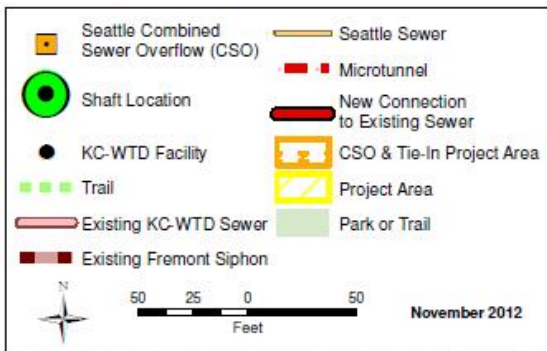 Seattle Combined
Sewer Overflow (CSO)
Shaft Location
KC-WTD Facility
Trail
Existing KC-WTD Sewer
Existing Fremont Siphon
Seattle Sewer
Microtunnel
New Connection
to Existing Sewer
CSO & Tie-In Project Area
Project Area
Park or Trail
N
50 25 0 50
Feet
November 2012